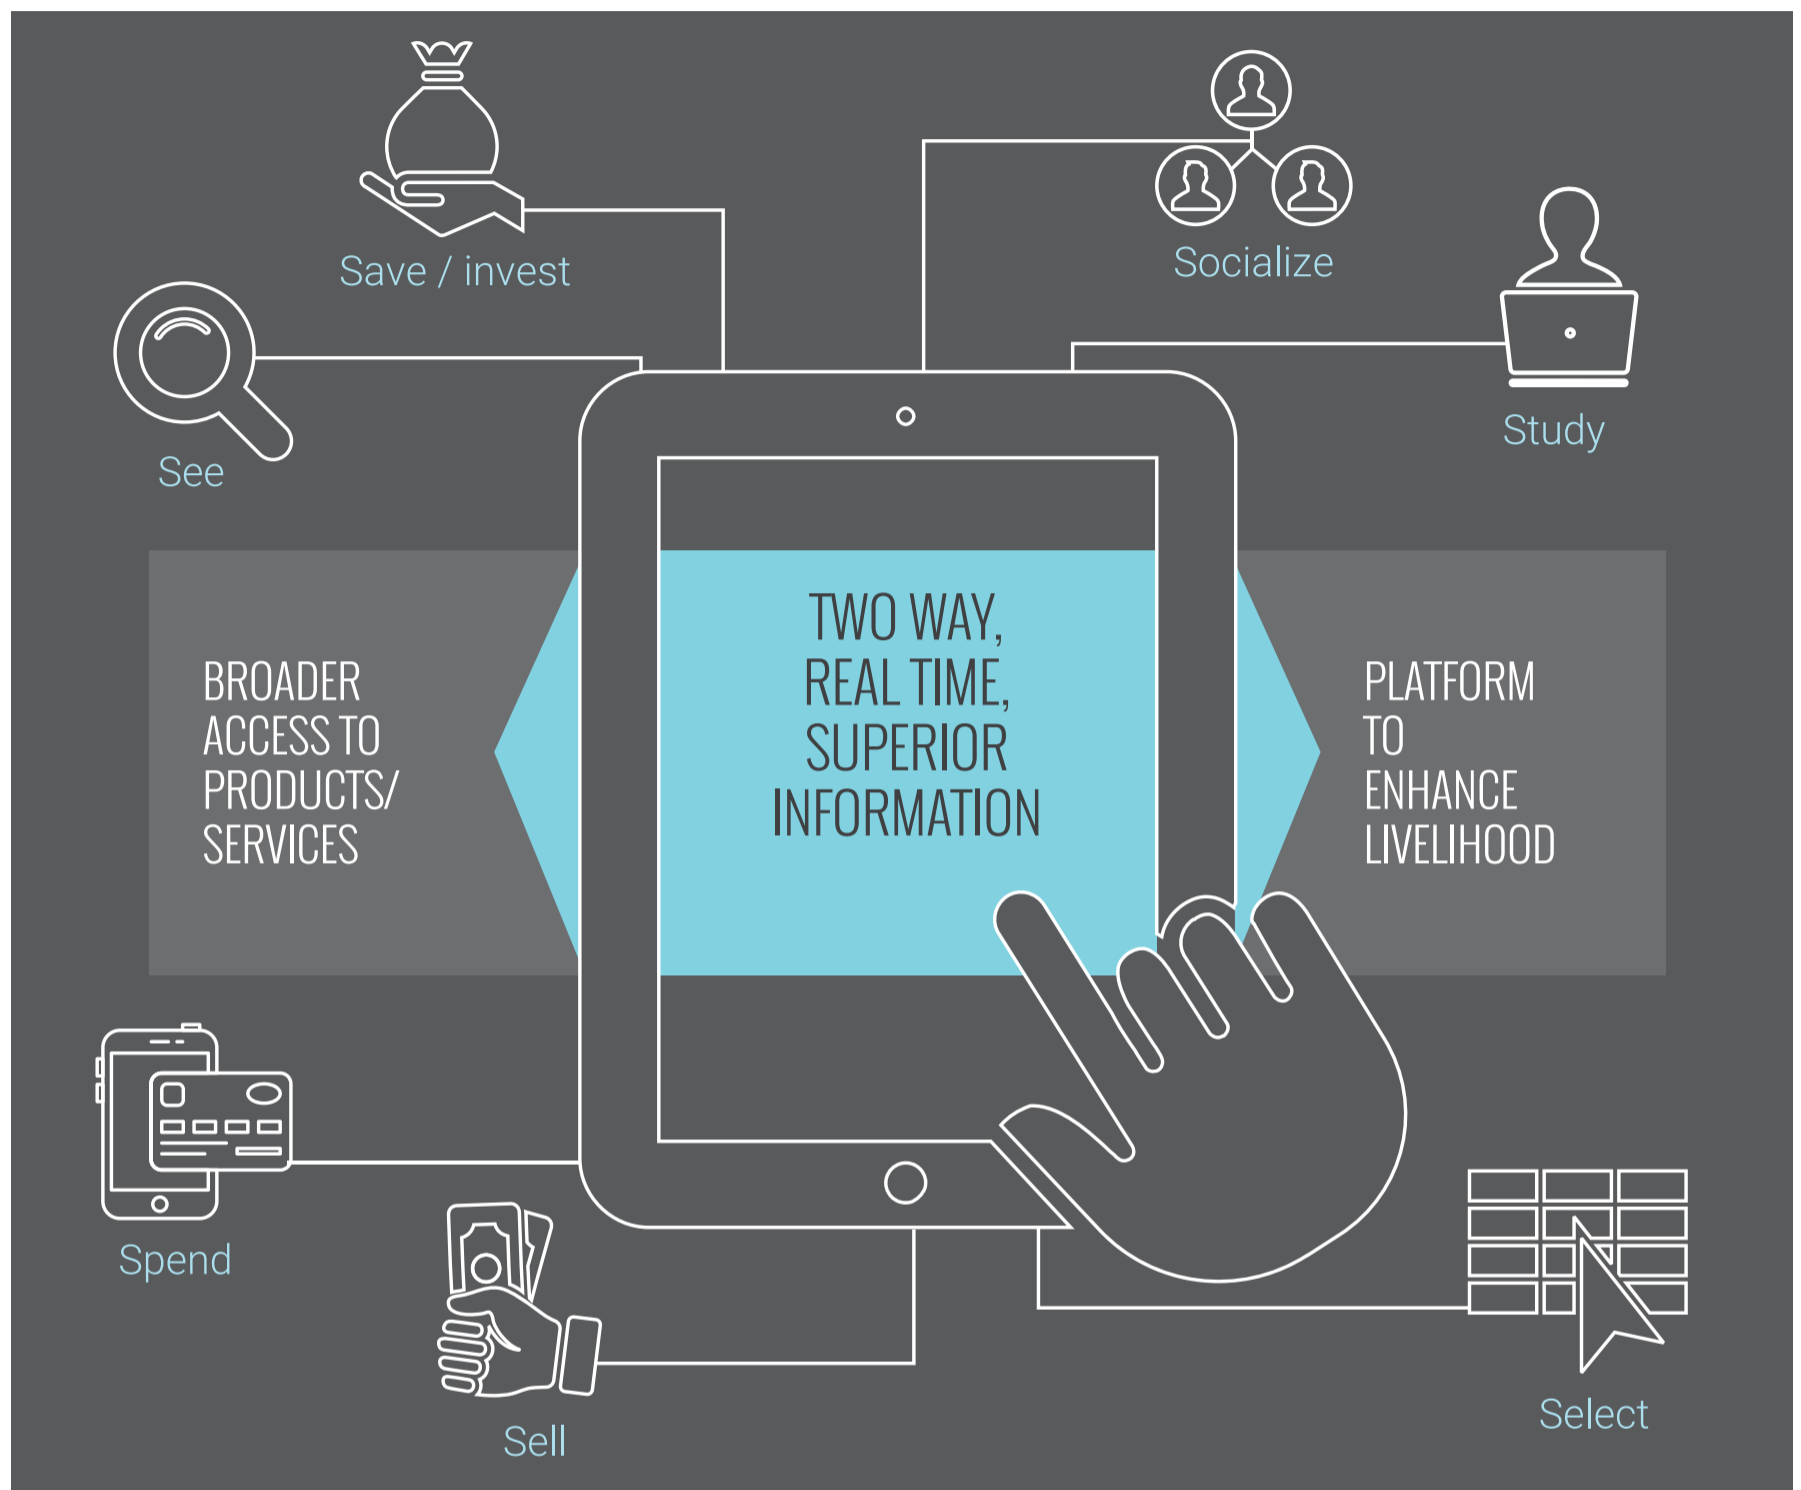 Save / invest
Socialize
See
Study
BROADER
ACCESS TO
PRODUCTS/
SERVICES
TWO WAY,
REAL TIME,
SUPERIOR
INFORMATION
PLATFORM
TO
ENHANCE
LIVELIHOOD
Spend
Sell
Select